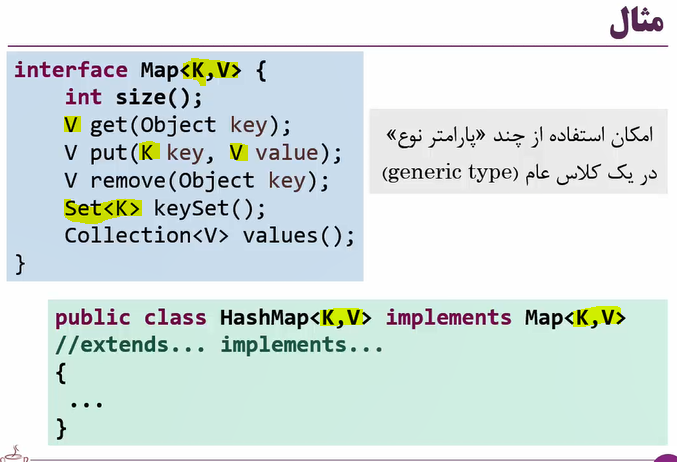 مثال
interface Map<K,V> {
    int size();
    V get(Object key);
    V put(K key, V value);
    V remove(Object key);
    Set<K> keySet();
    Collection<V> values();
}
امکان استفاده از چند «پارامتر نوع»
در یک کلاس عام (generic type)
public class HashMap<K,V> implements Map<K,V>
//extends... implements...
{
 ...
}